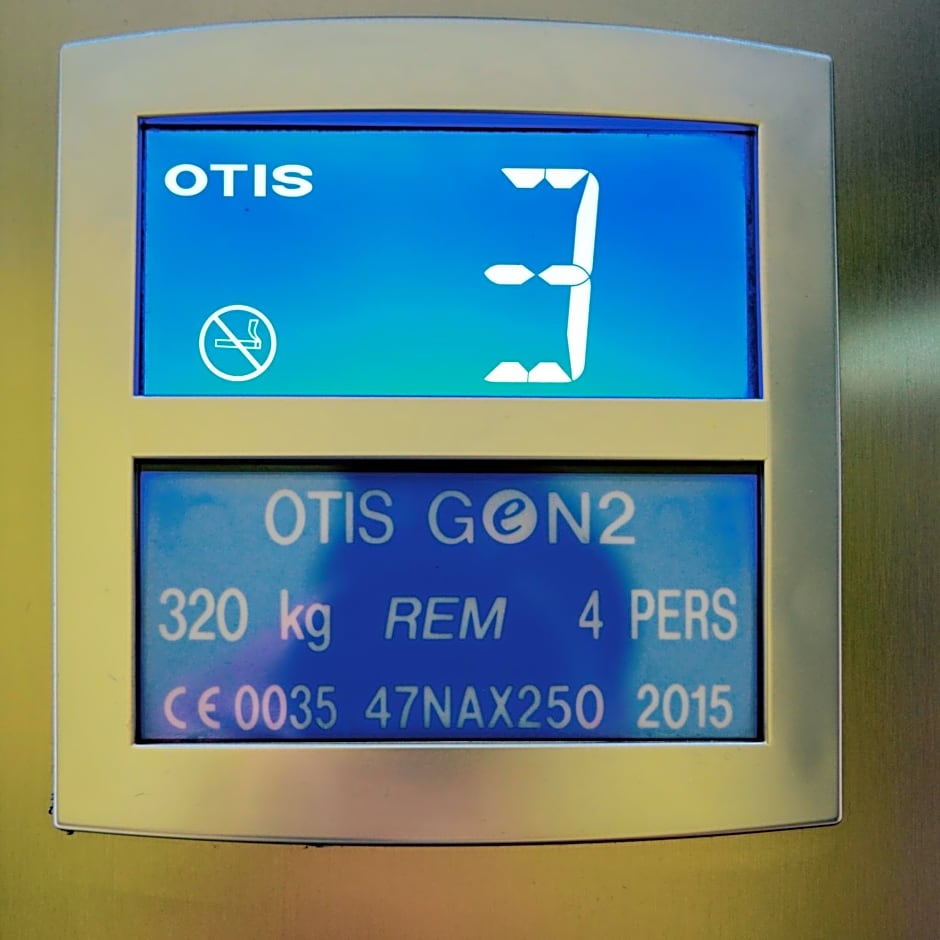 OTIS 3
OTIS GeN2
320 kg REM 4 PERS
CE 0035 47NAX250 2015